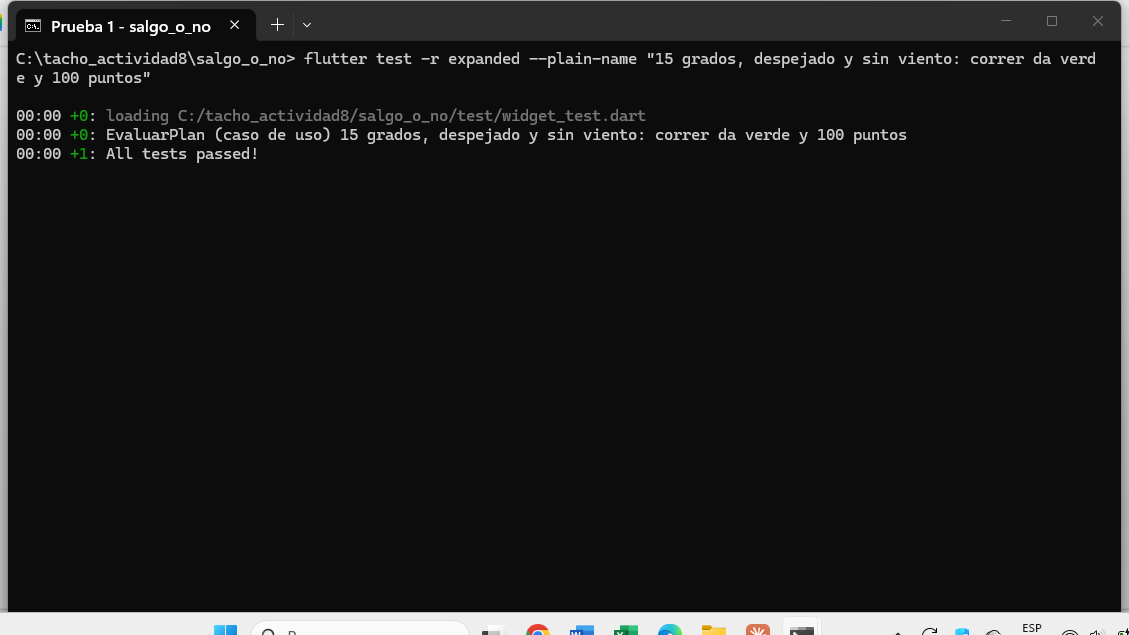 Prueba 1 - salgo_o_no
C:\tacho_actividad8\salgo_o_no> flutter test -r expanded --plain-name "15 grados, despejado y sin viento: correr da verd
e y 100 puntos"
00:00 +0: loading C:/tacho_actividad8/salgo_o_no/test/widget_test.dart
00:00 +0: EvaluarPlan (caso de uso) 15 grados, despejado y sin viento: correr da verde y 100 puntos
00:00 +1: All tests passed!
ESP